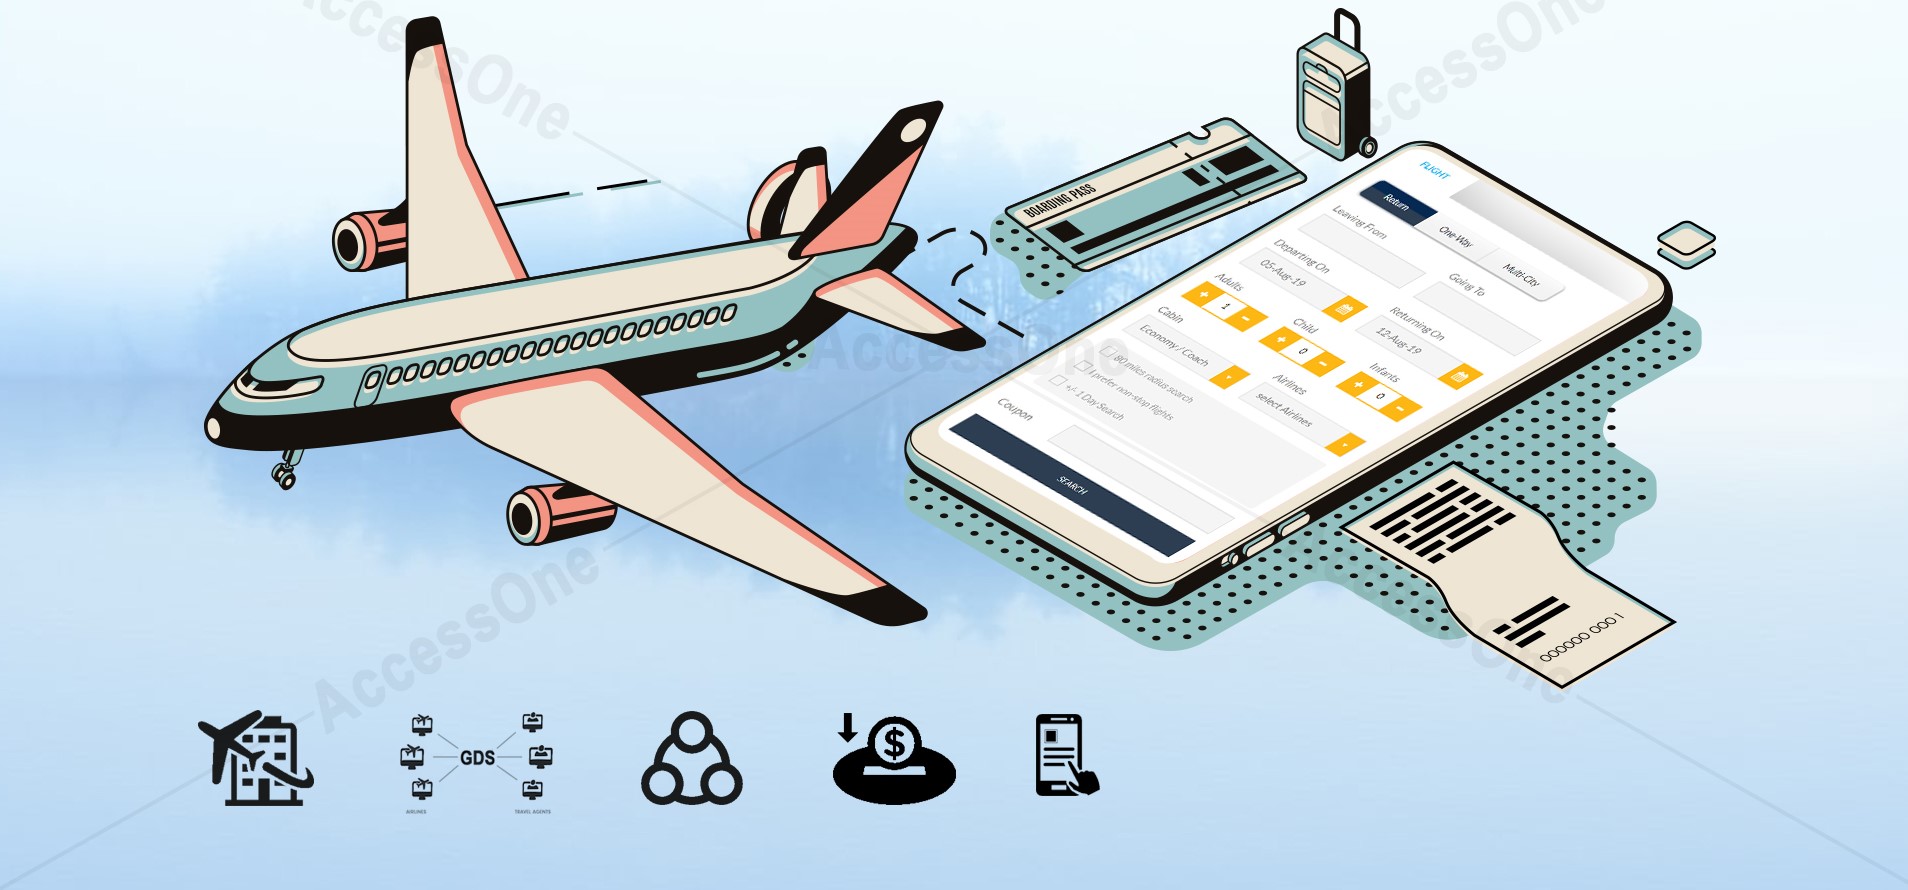 AccessOne
AccessOne
BOARDING PASS
FLIGHT
Return
One-Way
Multi-City
Leaving From
Going To
Departing On
Returning On
05-Aug-19
12-Aug-19
Adults
Child
Infants
1
0
0
Cabin
Airlines
Economy / Coach
select Airlines
80 miles radius search
I prefer non-stop flights
+/- 1 Day Search
Coupon
SEARCH
AccessOne
000000 0001
AccessOne
AccessOne
GDS
$
AIRLINES
TRAVEL AGENTS